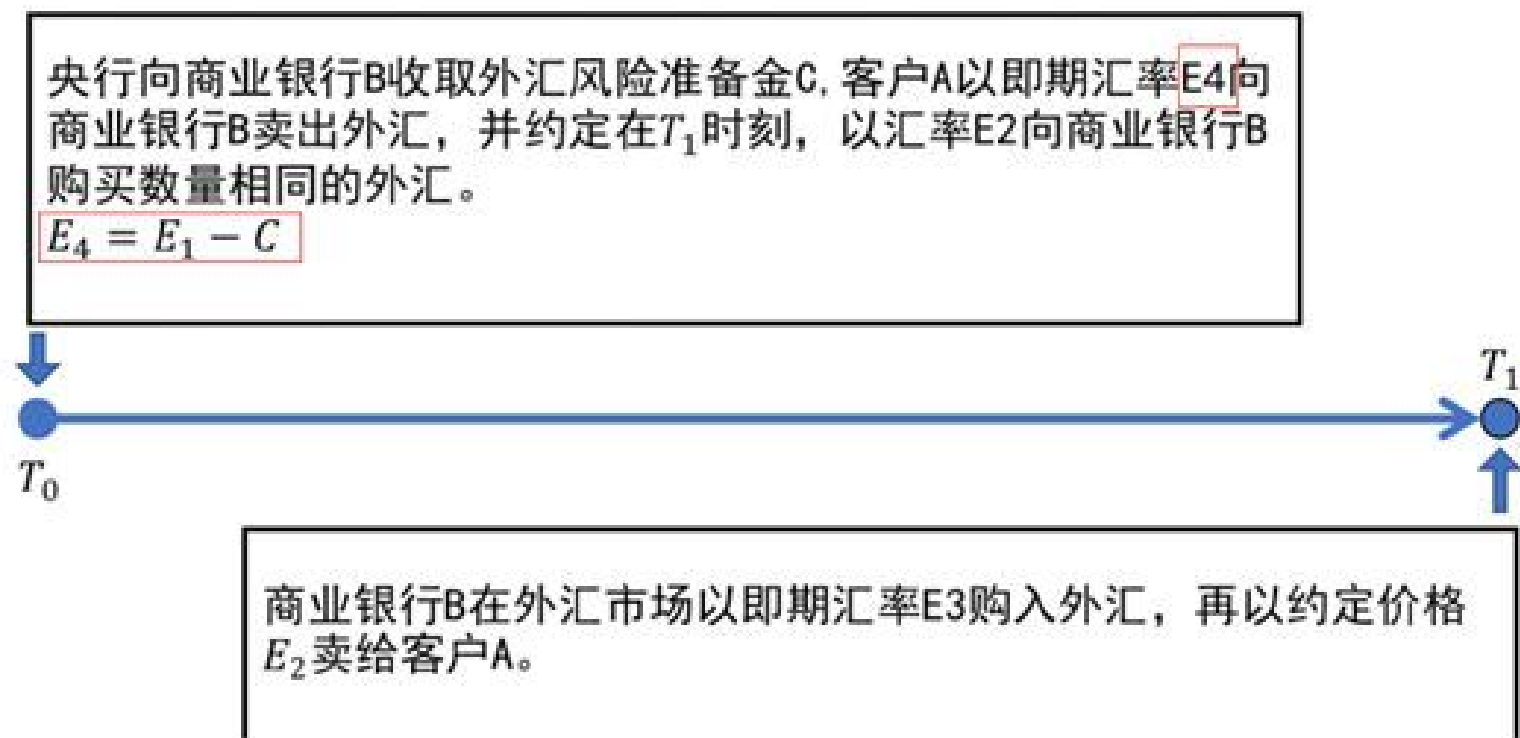 央行向商业银行B收取外汇风险准备金C,客户A以即期汇率E4向
商业银行B卖出外汇，并约定在T₁时刻，以汇率E2向商业银行B
购买数量相同的外汇。
E₄ = E₁ − C
T₁
T₀
商业银行B在外汇市场以即期汇率E3购入外汇，再以约定价格
E₂卖给客户A。